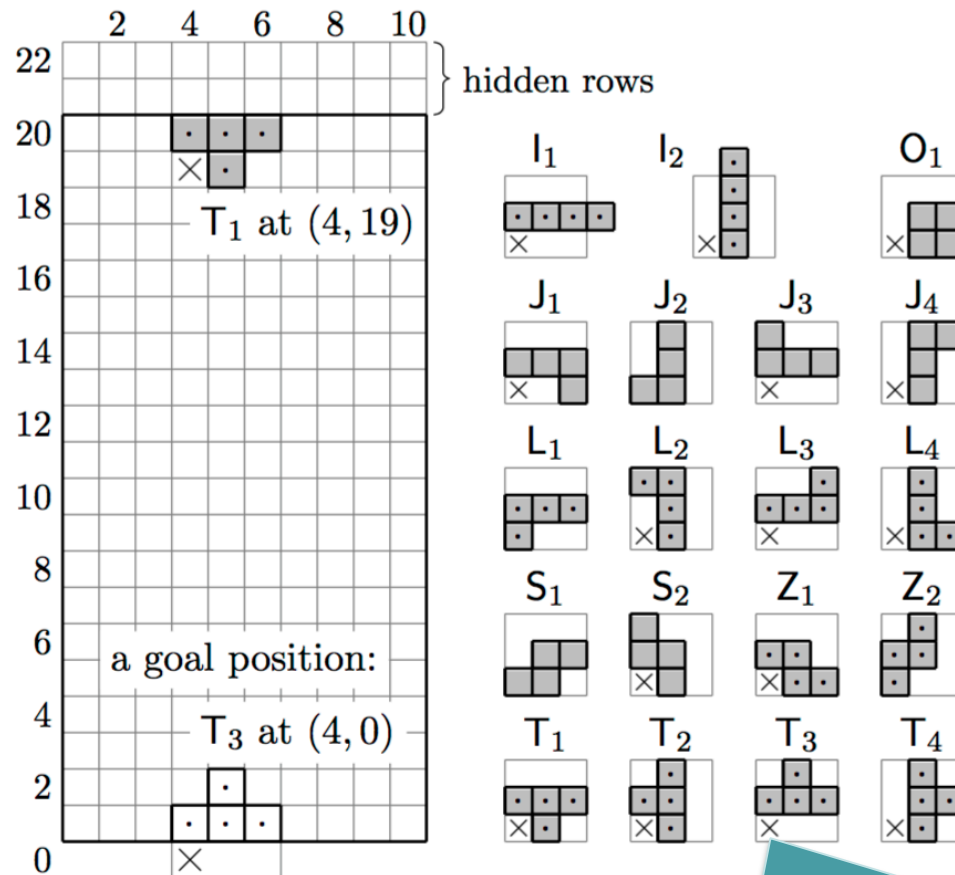 2 4 6 8 10
22
hidden rows
20
T₁ at (4, 19)
18
16
14
12
10
8
6
a goal position:
4
T₃ at (4, 0)
2
0
I₁ I₂ O₁
J₁ J₂ J₃ J₄
L₁ L₂ L₃ L₄
S₁ S₂ Z₁ Z₂
T₁ T₂ T₃ T₄